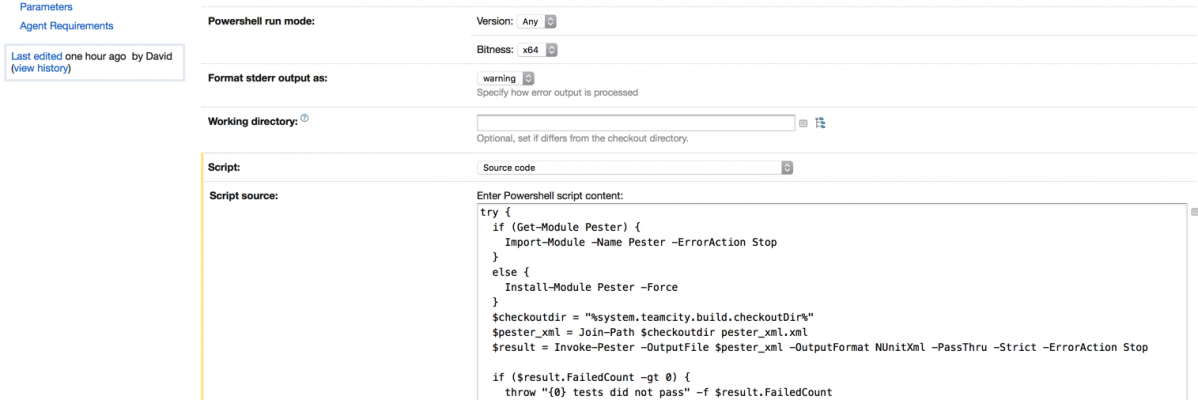 Parameters
Agent Requirements
Last edited one hour ago by David
(view history)
Powershell run mode:
Version: Any
Bitness: x64
Format stderr output as:
warning
Specify how error output is processed
Working directory:
Optional, set if differs from the checkout directory.
Script:
Source code
Script source:
Enter Powershell script content:
try {
if (Get-Module Pester) {
Import-Module -Name Pester -ErrorAction Stop
}
else {
Install-Module Pester -Force
}
$checkoutdir = "%system.teamcity.build.checkoutDir%"
$pester_xml = Join-Path $checkoutdir pester_xml.xml
$result = Invoke-Pester -OutputFile $pester_xml -OutputFormat NUnitXml -PassThru -Strict -ErrorAction Stop
if ($result.FailedCount -gt 0) {
throw "{0} tests did not pass" -f $result.FailedCount